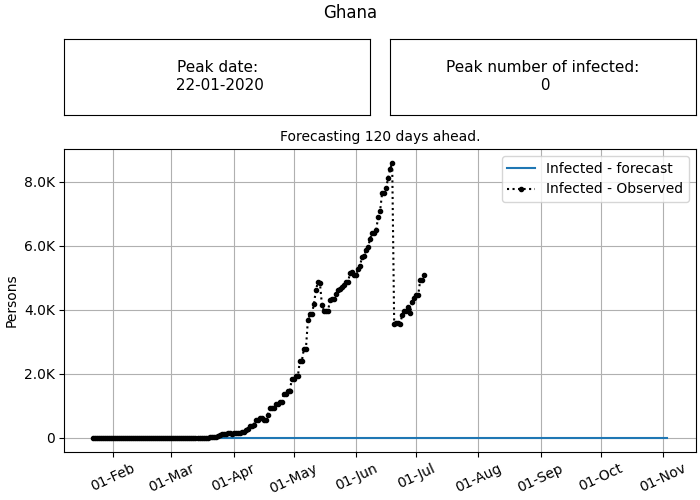 Ghana
Peak date:
22-01-2020
Peak number of infected:
0
Forecasting 120 days ahead.
Infected - forecast
Infected - Observed
8.0K
6.0K
4.0K
2.0K
0
Persons
01-Feb
01-Mar
01-Apr
01-May
01-Jun
01-Jul
01-Aug
01-Sep
01-Oct
01-Nov